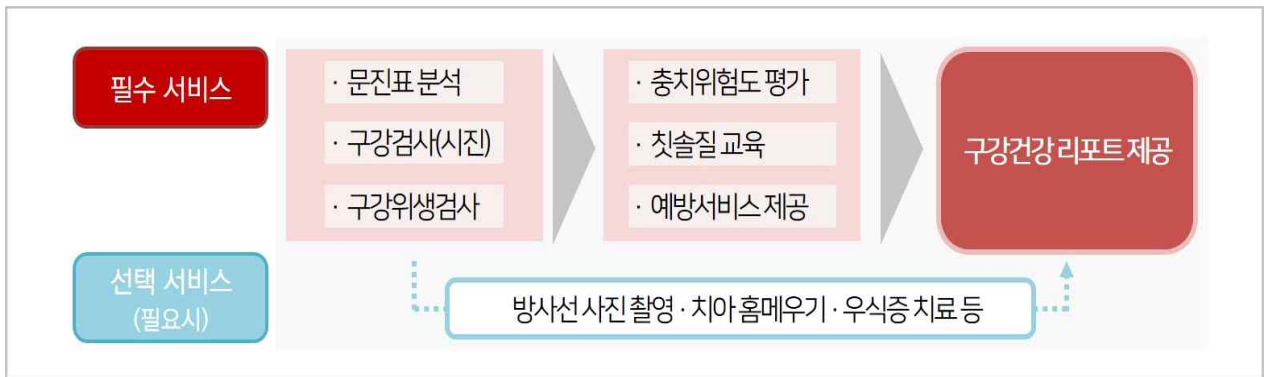 필수 서비스
· 문진표 분석
· 구강검사(시진)
· 구강위생검사
· 충치위험도 평가
· 칫솔질 교육
· 예방서비스 제공
구강건강 리포트 제공
선택 서비스
(필요시)
방사선 사진 촬영 · 치아 홈메우기 · 우식증 치료 등